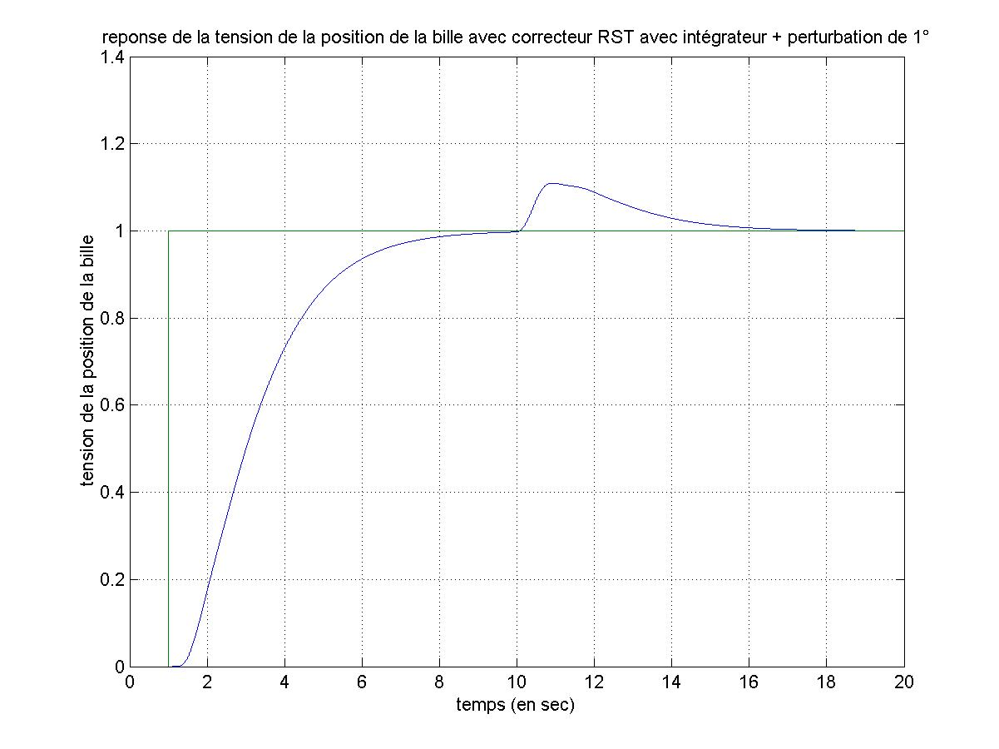 reponse de la tension de la position de la bille avec correcteur RST avec intégrateur + perturbation de 1°
1.4
1.2
1
0.8
0.6
0.4
0.2
0
tension de la position de la bille
0 2 4 6 8 10 12 14 16 18 20
temps (en sec)